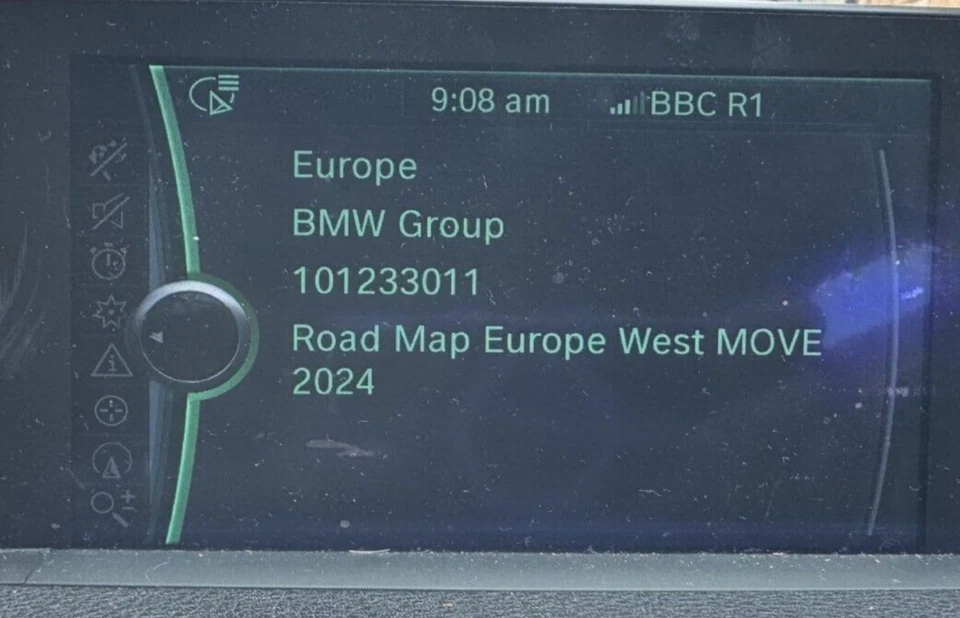 9:08 am BBC R1
Europe
BMW Group
101233011
Road Map Europe West MOVE
2024